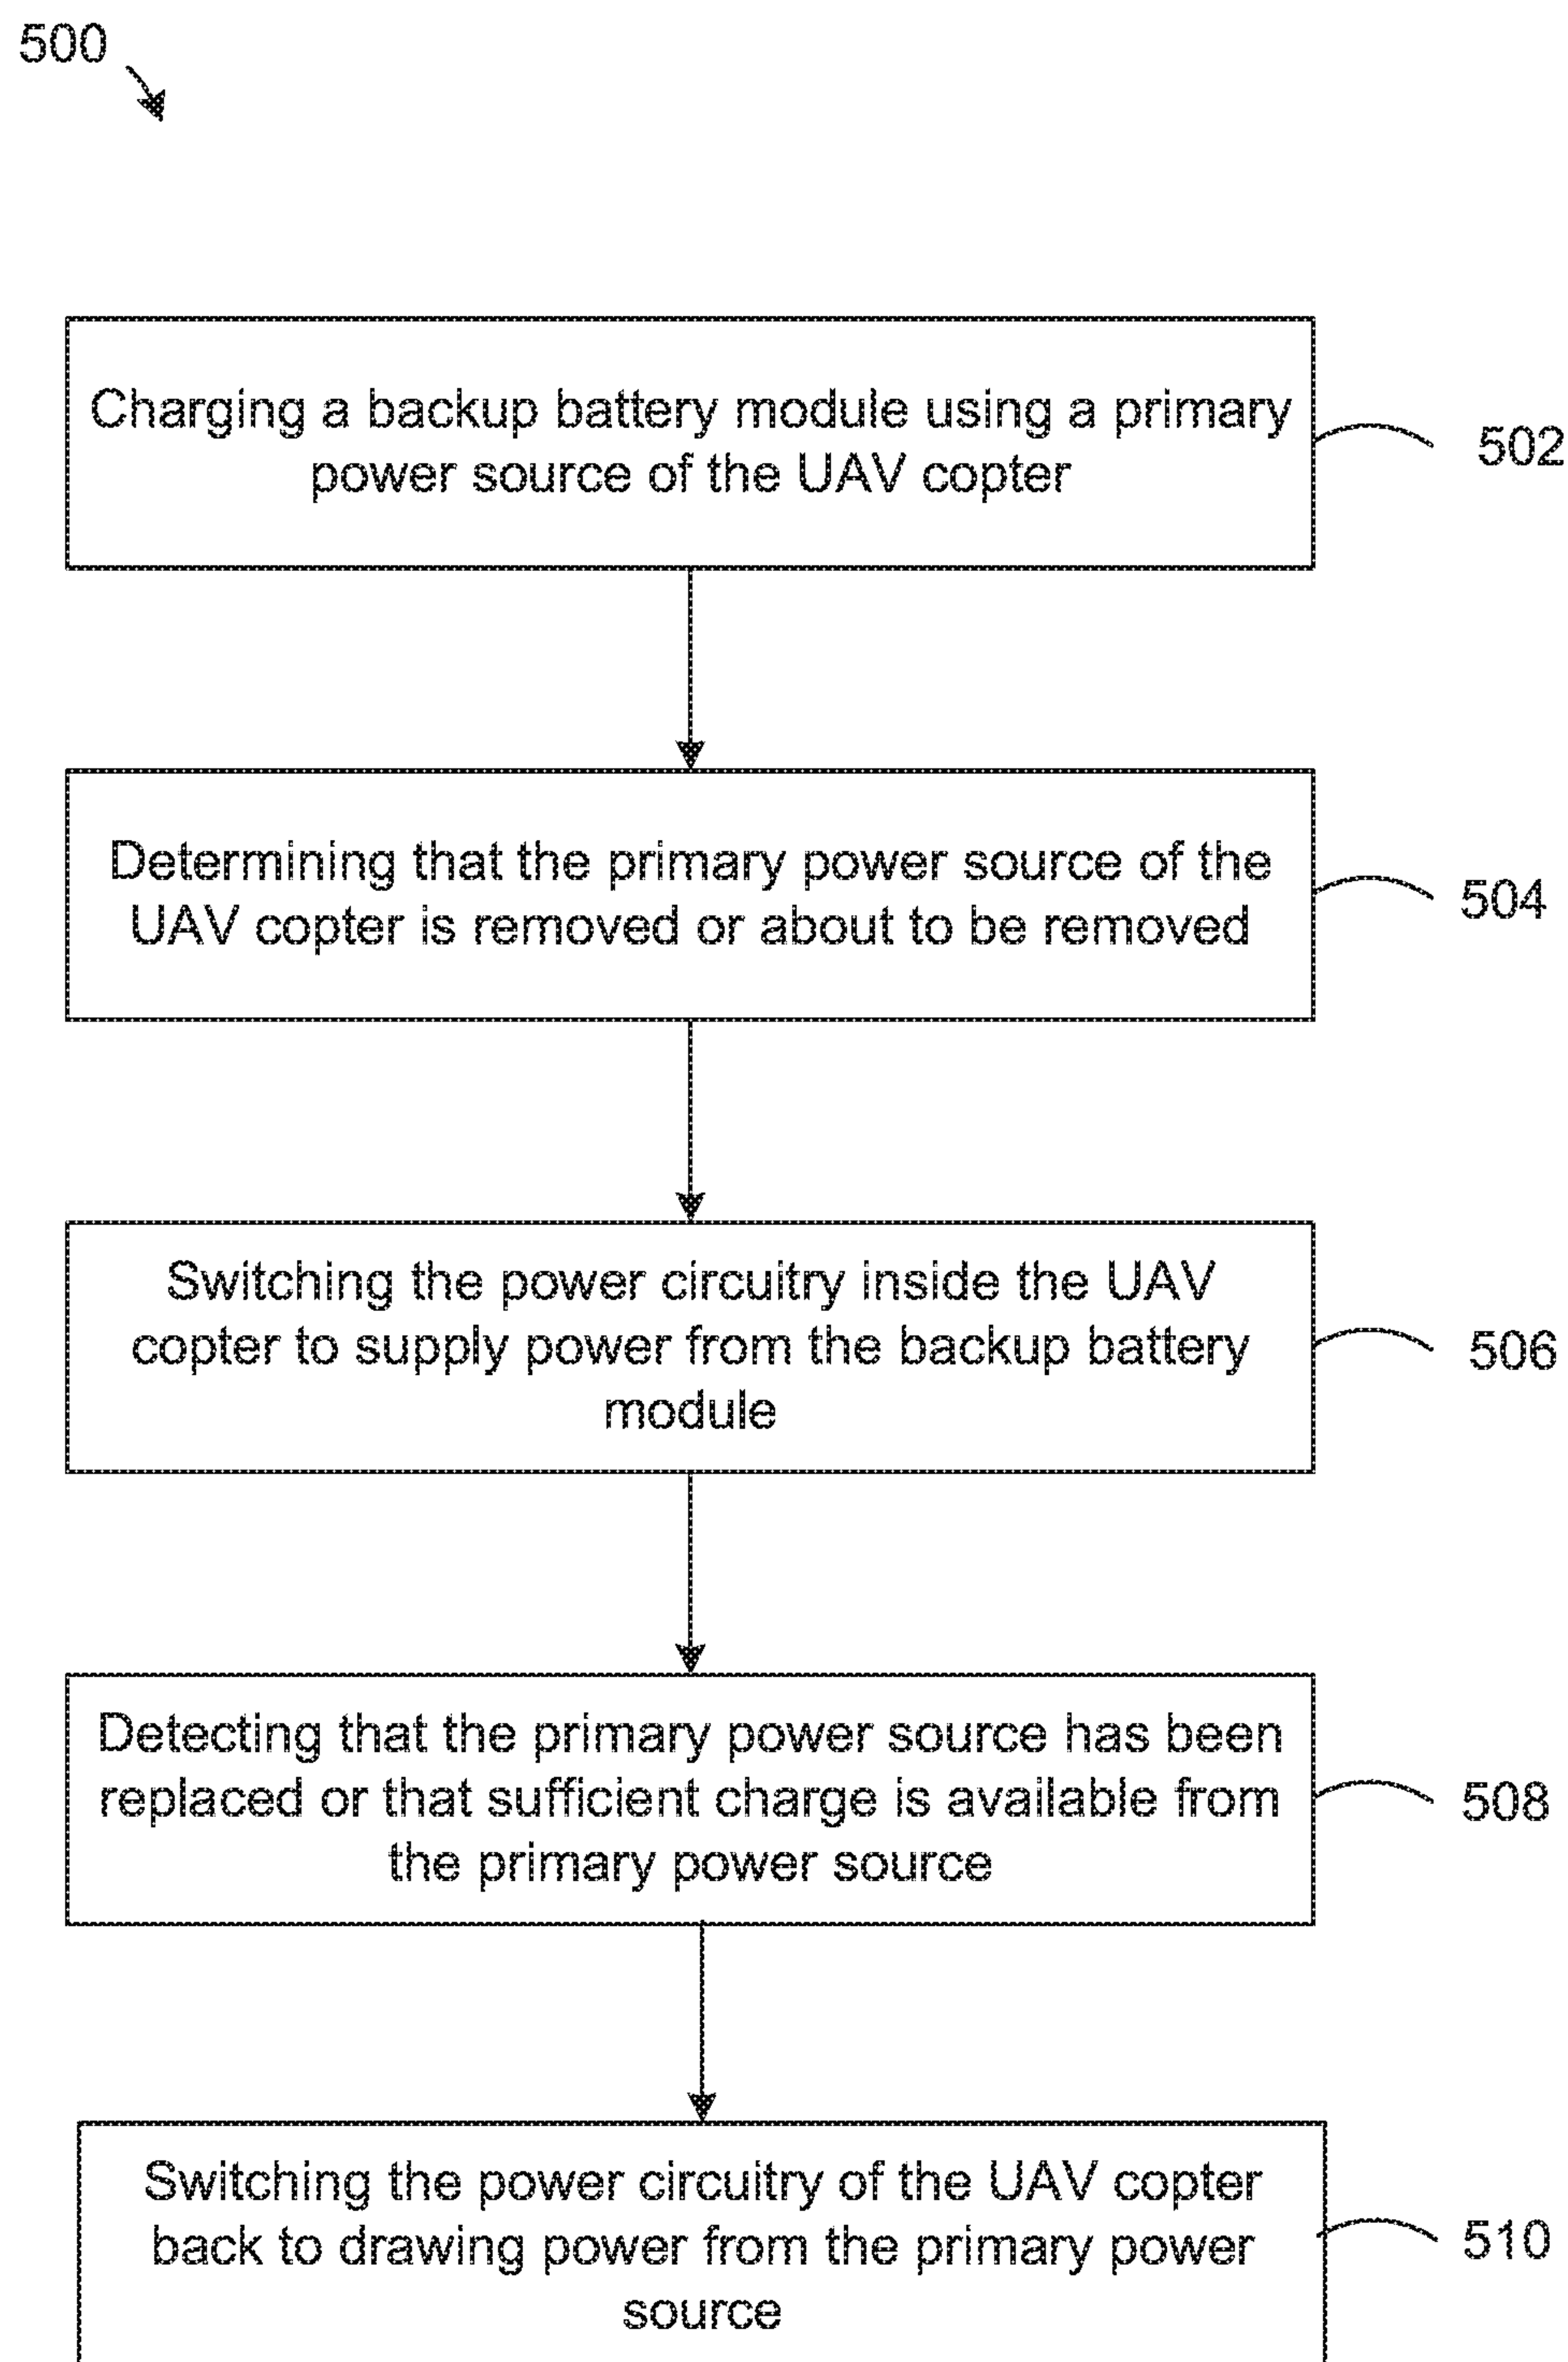 500
Charging a backup battery module using a primary
power source of the UAV copter
502
Determining that the primary power source of the
UAV copter is removed or about to be removed
504
Switching the power circuitry inside the UAV
copter to supply power from the backup battery
module
506
Detecting that the primary power source has been
replaced or that sufficient charge is available from
the primary power source
508
Switching the power circuitry of the UAV copter
back to drawing power from the primary power
source
510